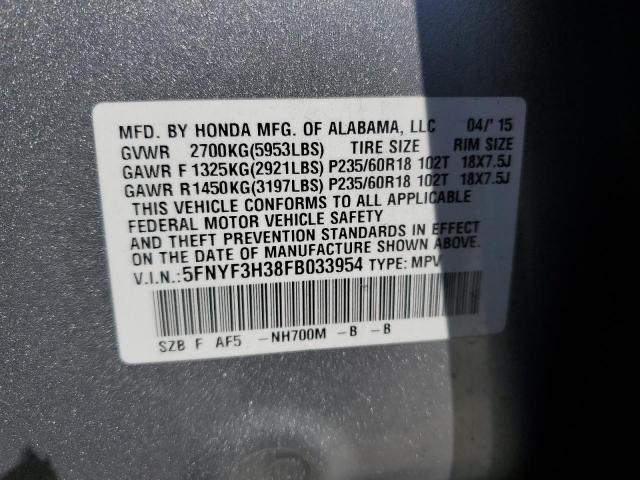 MFD. BY HONDA MFG. OF ALABAMA, LLC 04/'15
GVWR 2700KG(5953LBS) TIRE SIZE RIM SIZE
GAWR F 1325KG(2921LBS) P235/60R18 102T 18X7.5J
GAWR R 1450KG(3197LBS) P235/60R18 102T 18X7.5J
THIS VEHICLE CONFORMS TO ALL APPLICABLE
FEDERAL MOTOR VEHICLE SAFETY
AND THEFT PREVENTION STANDARDS IN EFFECT
ON THE DATE OF MANUFACTURE SHOWN ABOVE.
V.I.N.: 5FNYF3H38FB033954 TYPE: MPV
SZB F AF5 -NH700M -B -B